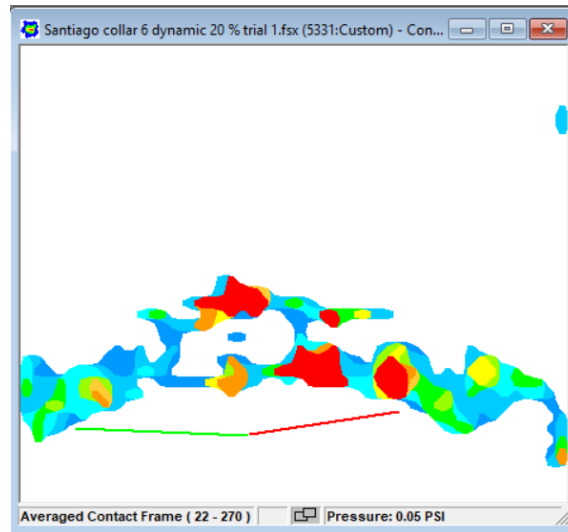 Santiago collar 6 dynamic 20 % trial 1.fsx (5331:Custom) - Con...
Averaged Contact Frame ( 22 - 270 ) Pressure: 0.05 PSI